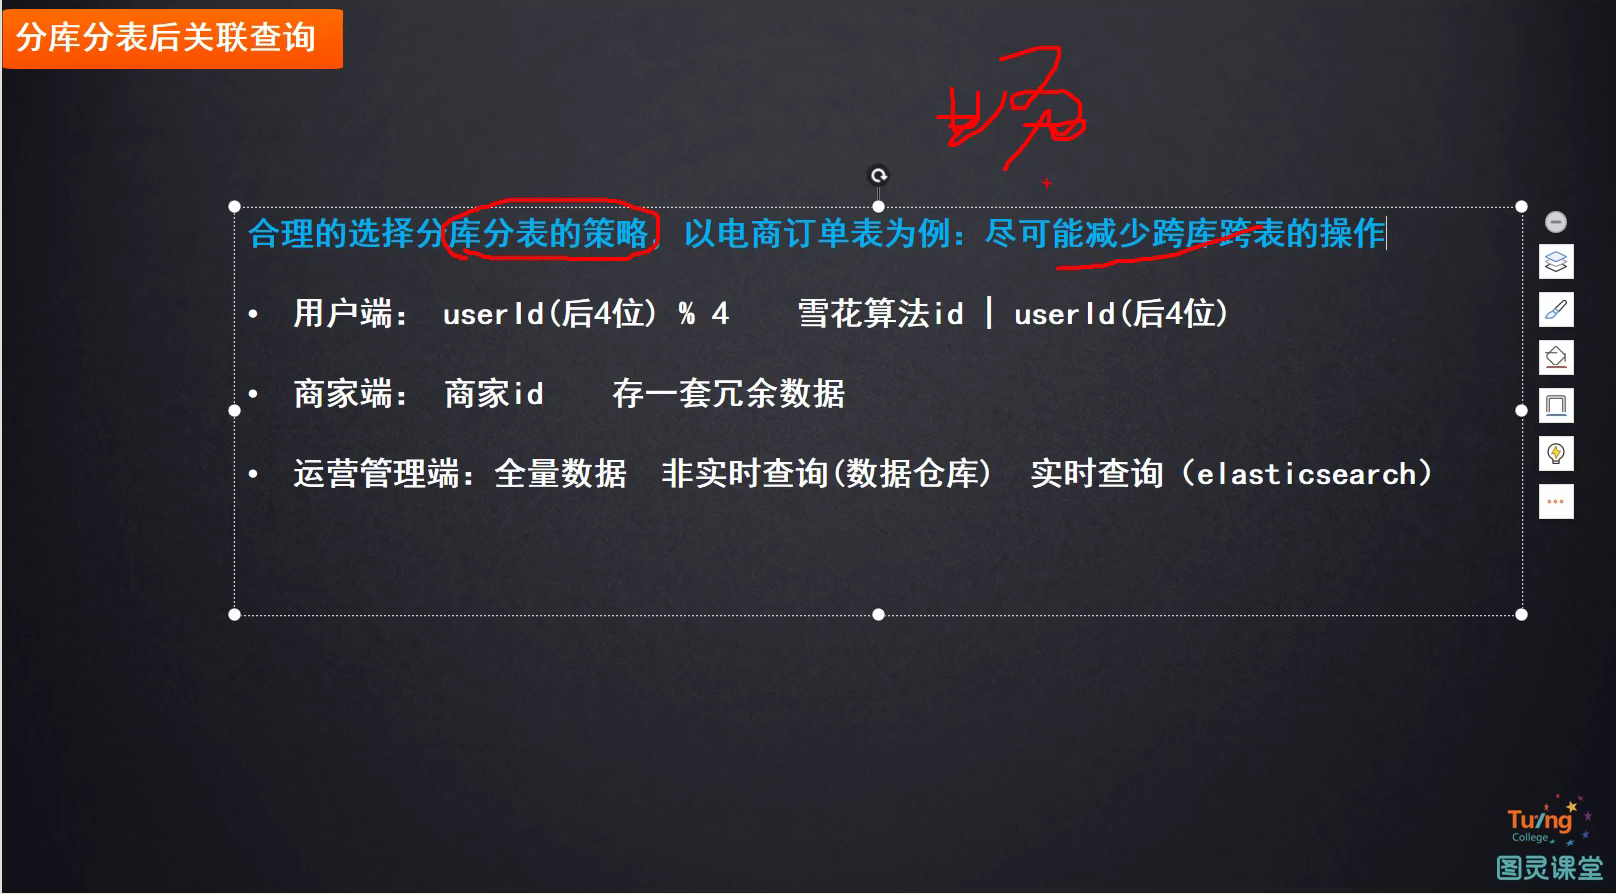 分库分表后关联查询
合理的选择分库分表的策略，以电商订单表为例：尽可能减少跨库跨表的操作
• 用户端： userId(后4位) % 4 雪花算法id | userId(后4位)
• 商家端： 商家id 存一套冗余数据
• 运营管理端：全量数据 非实时查询(数据仓库) 实时查询（elasticsearch）
Turing
College
图灵课堂